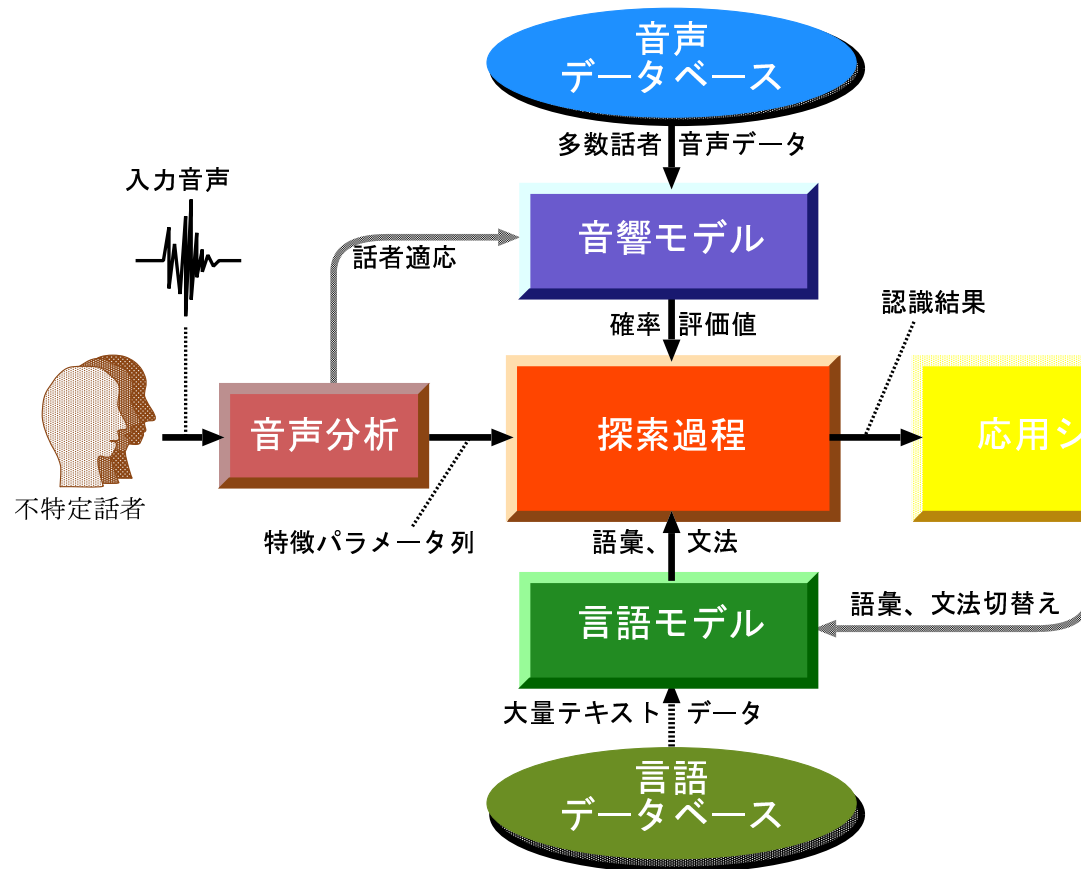 音声
データベース
多数話者 音声データ
入力音声
音響モデル
話者適応
確率 評価値
認識結果
音声分析
探索過程
応用シ
不特定話者
特徴パラメータ列
語彙、 文法
言語モデル
語彙、文法切替え
大量テキスト データ
言語
データベース